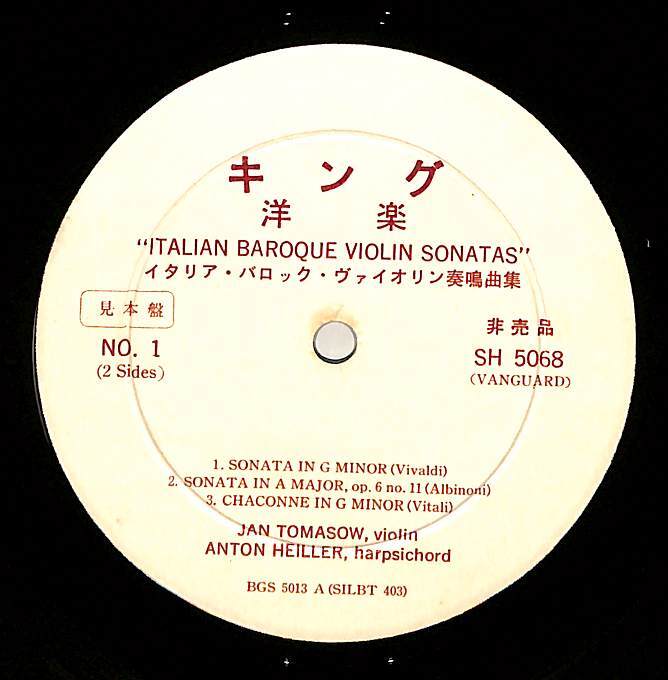 キング
洋楽
"ITALIAN BAROQUE VIOLIN SONATAS"
イタリア・バロック・ヴァイオリン奏鳴曲集
見本盤
NO. 1
(2 Sides)
非売品
SH 5068
(VANGUARD)
1. SONATA IN G MINOR (Vivaldi)
2. SONATA IN A MAJOR, op. 6 no. 11 (Albinoni)
3. CHACONNE IN G MINOR (Vitali)
JAN TOMASOW, violin
ANTON HEILLER, harpsichord
BGS 5013 A (SILBT 403)